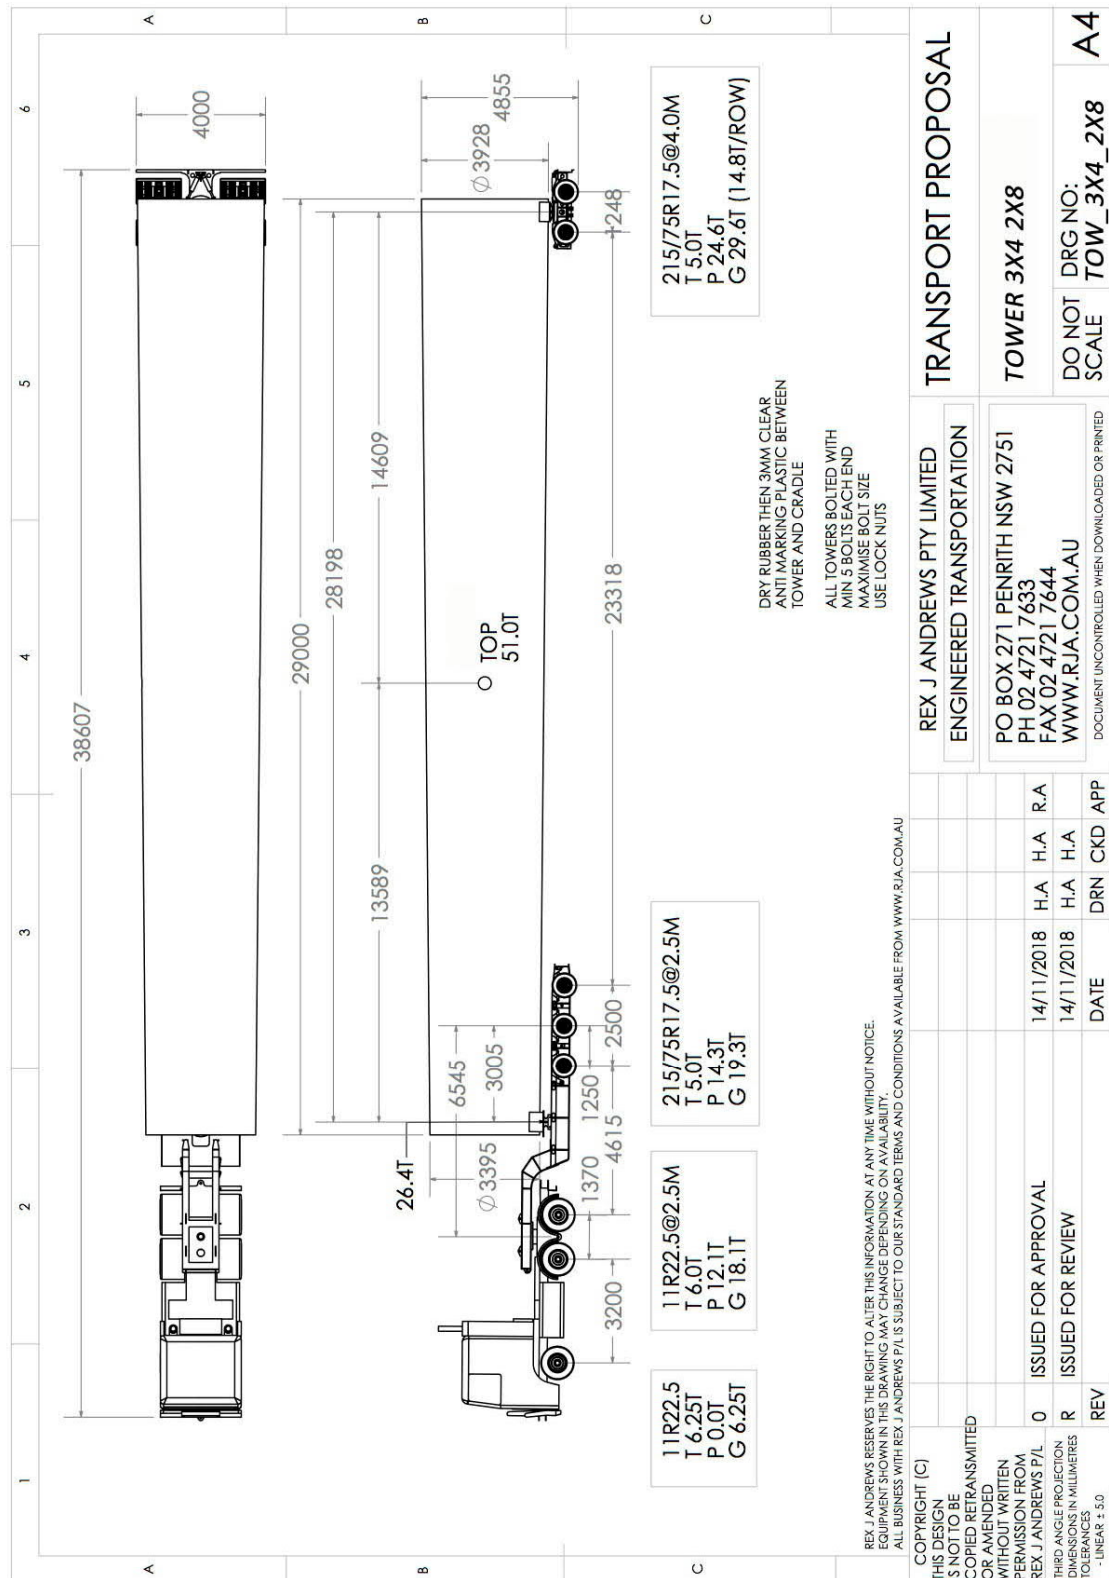 1
2
3
4
5
6
A
B
C
A
B
C
38607
4000
29000
28198
13589
14609
TOP
51.0T
6545
3005
26.4T
Ø3395
Ø3928
4855
3200
1370
4615
1250
2500
23318
1248
11R22.5
T 6.25T
P 0.0T
G 6.25T
11R22.5@2.5M
T 6.0T
P 12.1T
G 18.1T
215/75R17.5@2.5M
T 5.0T
P 14.3T
G 19.3T
215/75R17.5@4.0M
T 5.0T
P 24.6T
G 29.6T (14.8T/ROW)
DRY RUBBER THEN 3MM CLEAR
ANTI MARKING PLASTIC BETWEEN
TOWER AND CRADLE
ALL TOWERS BOLTED WITH
MIN 5 BOLTS EACH END
MAXIMISE BOLT SIZE
USE LOCK NUTS
REX J ANDREWS RESERVES THE RIGHT TO ALTER THIS INFORMATION AT ANY TIME WITHOUT NOTICE.
EQUIPMENT SHOWN IN THIS DRAWING MAY CHANGE DEPENDING ON AVAILABILITY.
ALL BUSINESS WITH REX J ANDREWS P/L IS SUBJECT TO OUR STANDARD TERMS AND CONDITIONS AVAILABLE FROM WWW.RJA.COM.AU
COPYRIGHT (C)
THIS DESIGN
S NOT TO BE
COPIED RETRANSMITTED
OR AMENDED
WITHOUT WRITTEN
PERMISSION FROM
REX J ANDREWS P/L
THIRD ANGLE PROJECTION
DIMENSIONS IN MILLIMETRES
TOLERANCES
- LINEAR ± 5.0
0 ISSUED FOR APPROVAL 14/11/2018 H.A H.A R.A
R ISSUED FOR REVIEW 14/11/2018 H.A H.A
REV DATE DRN CKD APP
REX J ANDREWS PTY LIMITED
ENGINEERED TRANSPORTATION
PO BOX 271 PENRITH NSW 2751
PH 02 4721 7633
FAX 02 4721 7644
WWW.RJA.COM.AU
DOCUMENT UNCONTROLLED WHEN DOWNLOADED OR PRINTED
TRANSPORT PROPOSAL
TOWER 3X4 2X8
DO NOT
SCALE
DRG NO:
TOW_3X4_2X8
A4